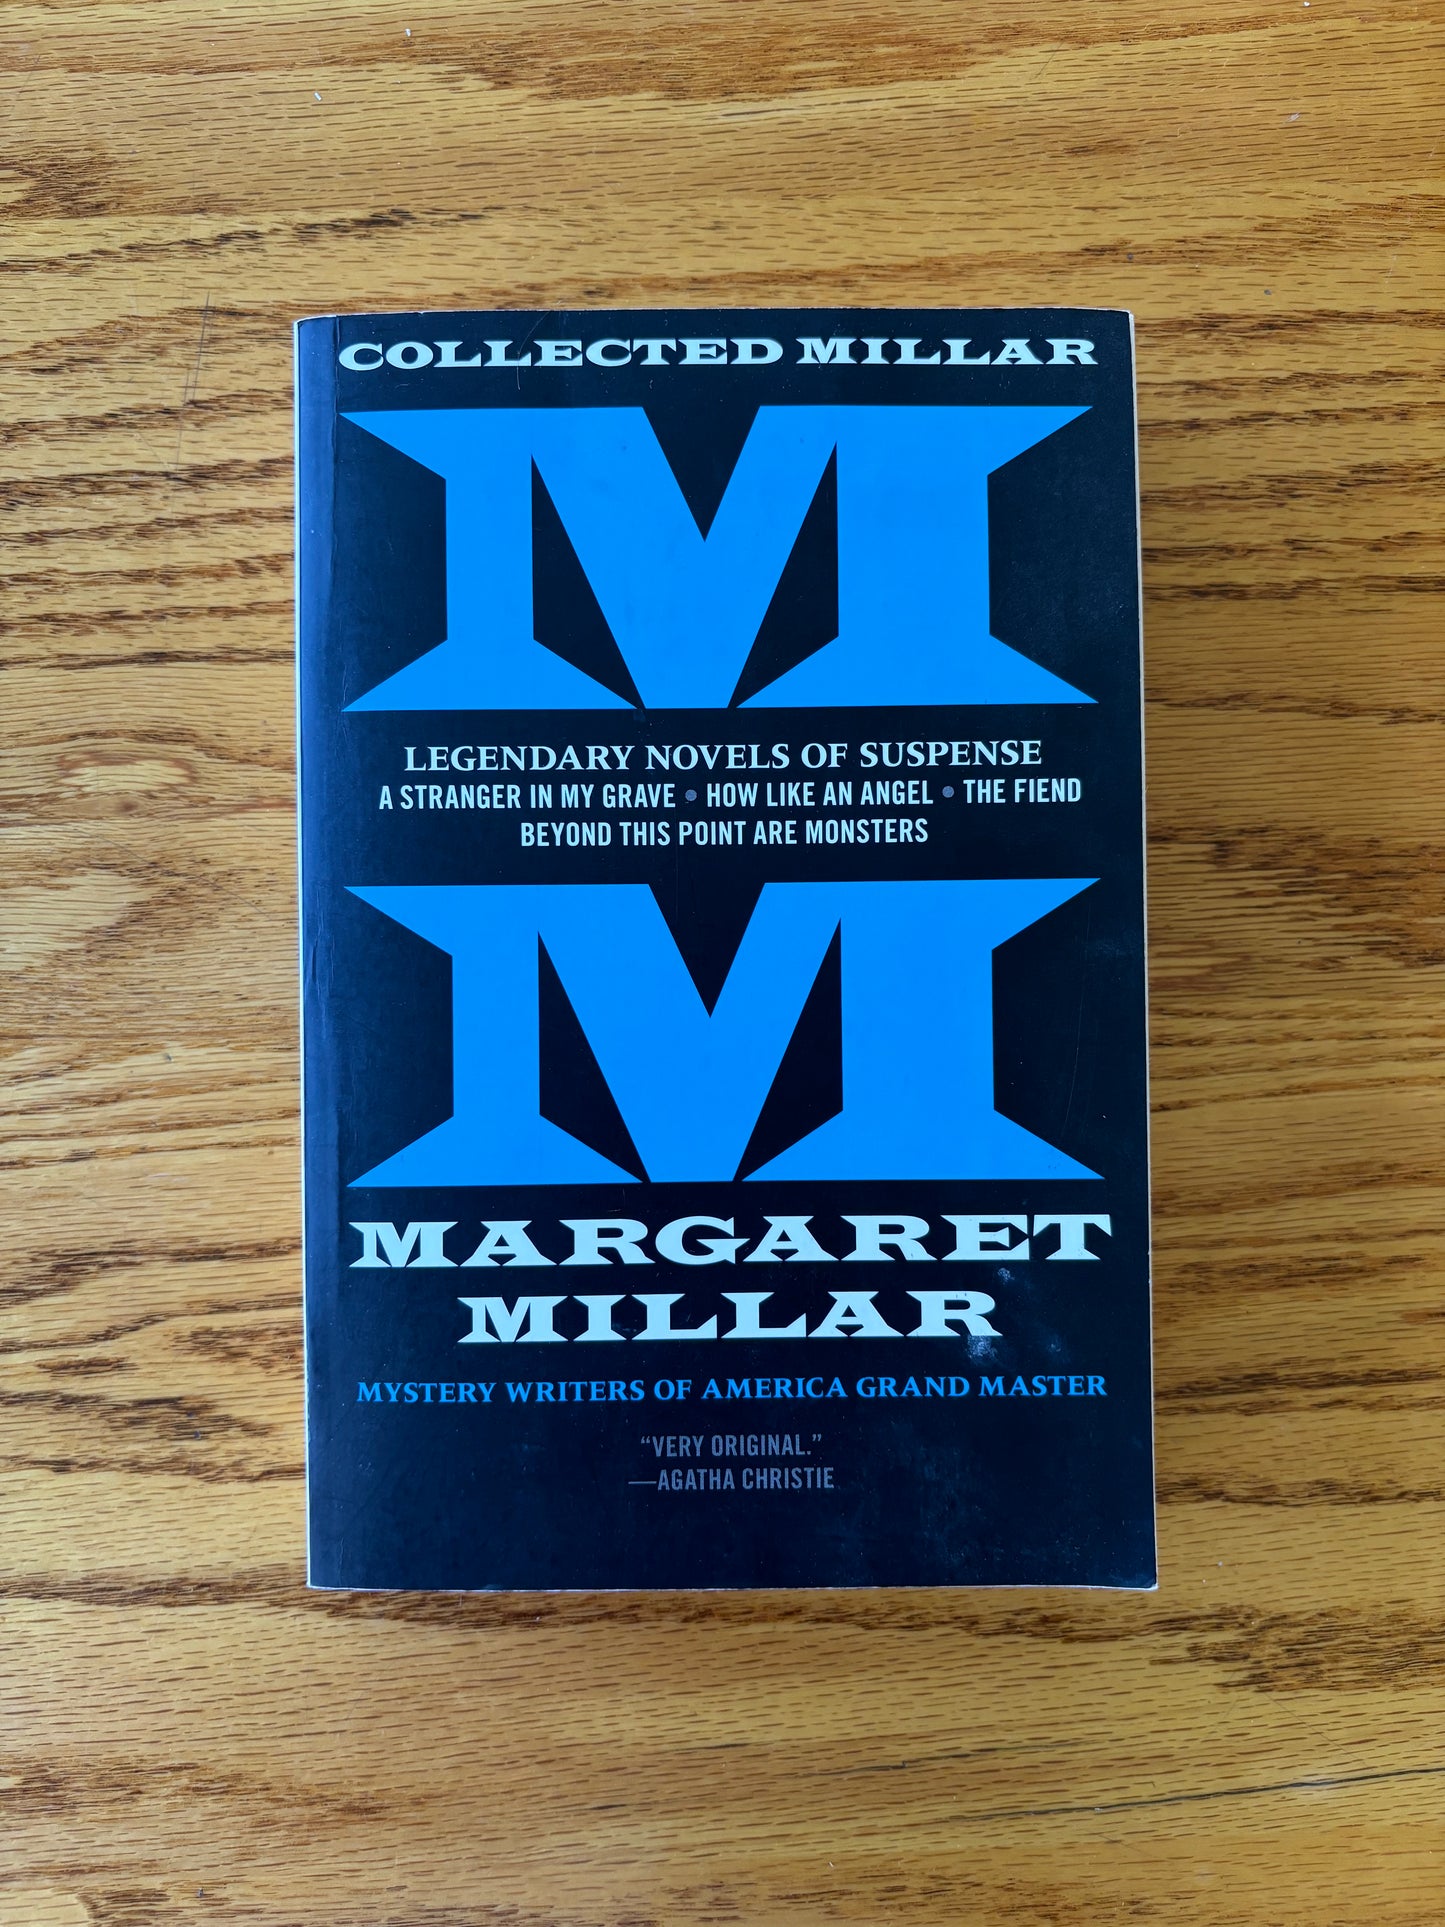 COLLECTED MILLAR
M
LEGENDARY NOVELS OF SUSPENSE
A STRANGER IN MY GRAVE • HOW LIKE AN ANGEL • THE FIEND
BEYOND THIS POINT ARE MONSTERS
M
MARGARET
MILLAR
MYSTERY WRITERS OF AMERICA GRAND MASTER
“VERY ORIGINAL.”
—AGATHA CHRISTIE